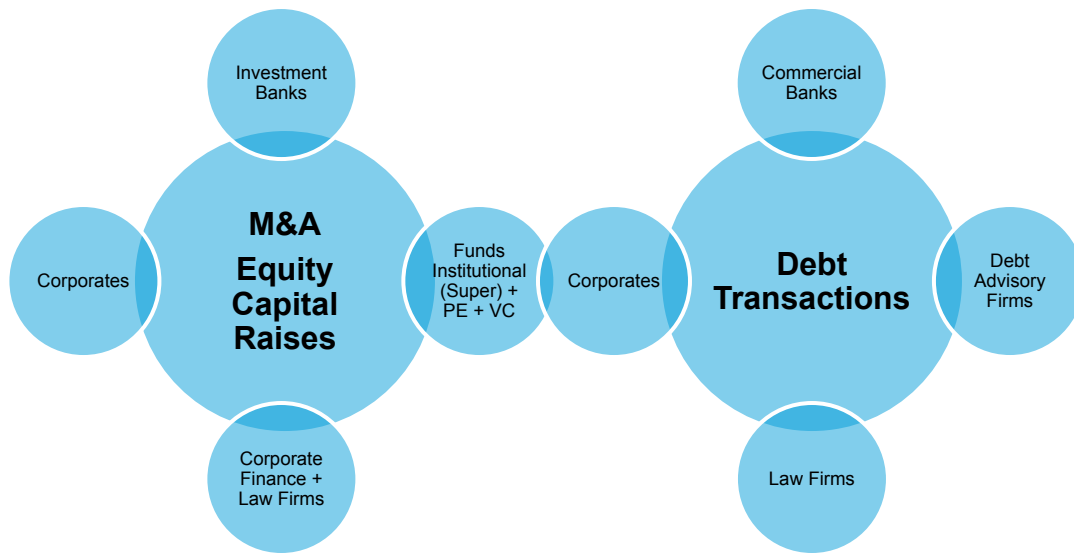 Investment
Banks
Corporates
M&A
Equity
Capital
Raises
Funds
Institutional
(Super) +
PE + VC
Corporate
Finance +
Law Firms
Commercial
Banks
Corporates
Debt
Transactions
Debt
Advisory
Firms
Law Firms